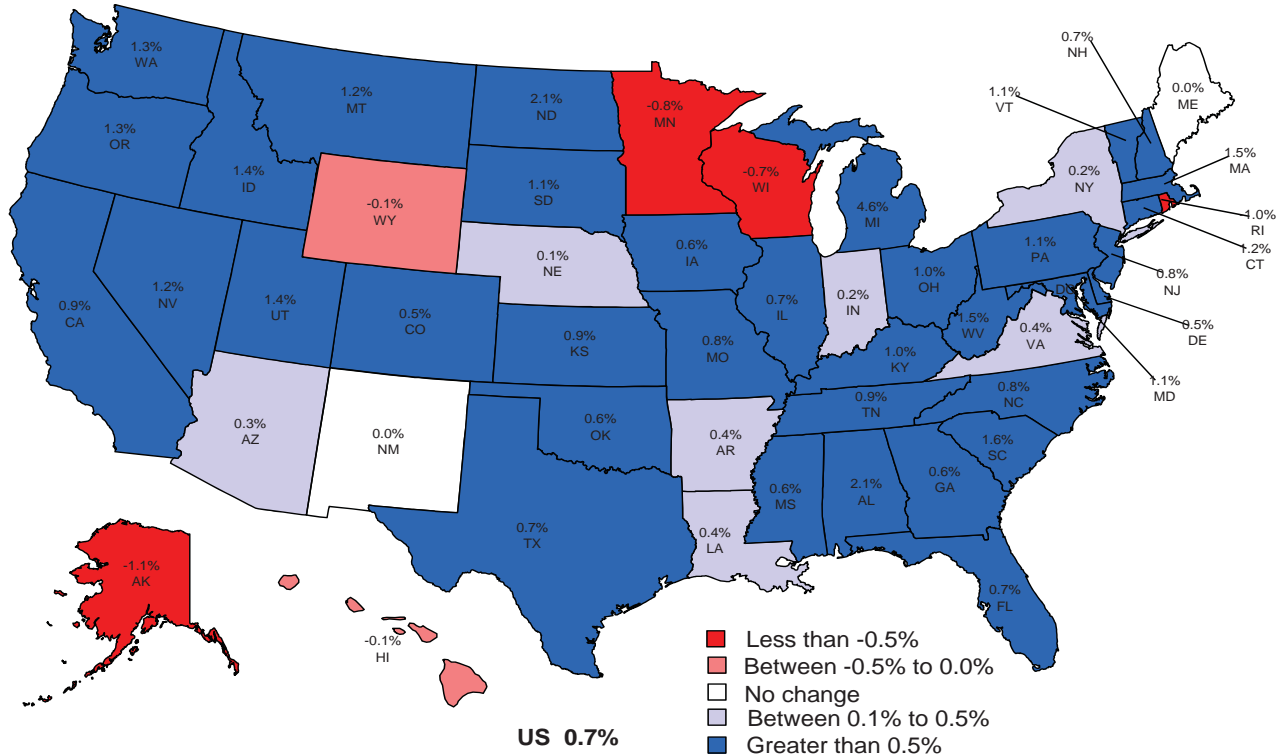 1.3%
WA
1.2%
MT
2.1%
ND
-0.8%
MN
0.7%
NH
0.0%
ME
1.1%
VT
1.3%
OR
1.4%
ID
-0.1%
WY
1.1%
SD
-0.7%
WI
4.6%
MI
0.2%
NY
1.5%
MA
1.0%
RI
1.2%
CT
0.9%
CA
1.2%
NV
1.4%
UT
0.5%
CO
0.1%
NE
0.6%
IA
0.7%
IL
0.2%
IN
1.0%
OH
1.1%
PA
0.8%
NJ
DC
0.5%
DE
1.1%
MD
0.9%
KS
0.8%
MO
1.0%
KY
1.5%
WV
0.4%
VA
0.3%
AZ
0.0%
NM
0.6%
OK
0.4%
AR
0.9%
TN
0.8%
NC
1.6%
SC
0.7%
TX
0.4%
LA
0.6%
MS
2.1%
AL
0.6%
GA
0.7%
FL
-1.1%
AK
-0.1%
HI
US 0.7%
Less than -0.5%
Between -0.5% to 0.0%
No change
Between 0.1% to 0.5%
Greater than 0.5%